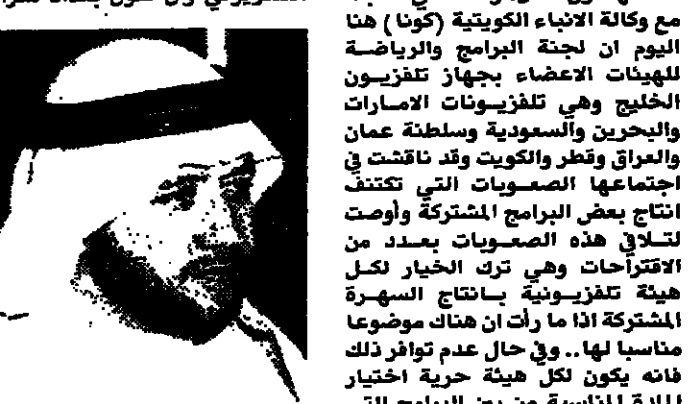 مع وكالة الانباء الكويتية (كونا) هنا
اليوم ان لجنة البرامج والرياضة
للهيئات الاعضاء بجهاز تلفزيون
الخليج وهي تلفزيونات الامارات
والبحرين والسعودية وسلطنة عمان
والعراق وقطر والكويت وقد ناقشت في
اجتماعها الصعوبات التي تكتنف
انتاج بعض البرامج المشتركة وأوصت
لتلافي هذه الصعوبات بعدد من
الاقتراحات وهي ترك الخيار لكل
هيئة تلفزيونية بانتاج السهرة
المشتركة اذا ما رأت ان هناك موضوعا
مناسبا لها.. وفي حال عدم توافر ذلك
فانه يكون لكل هيئة حرية اختيار